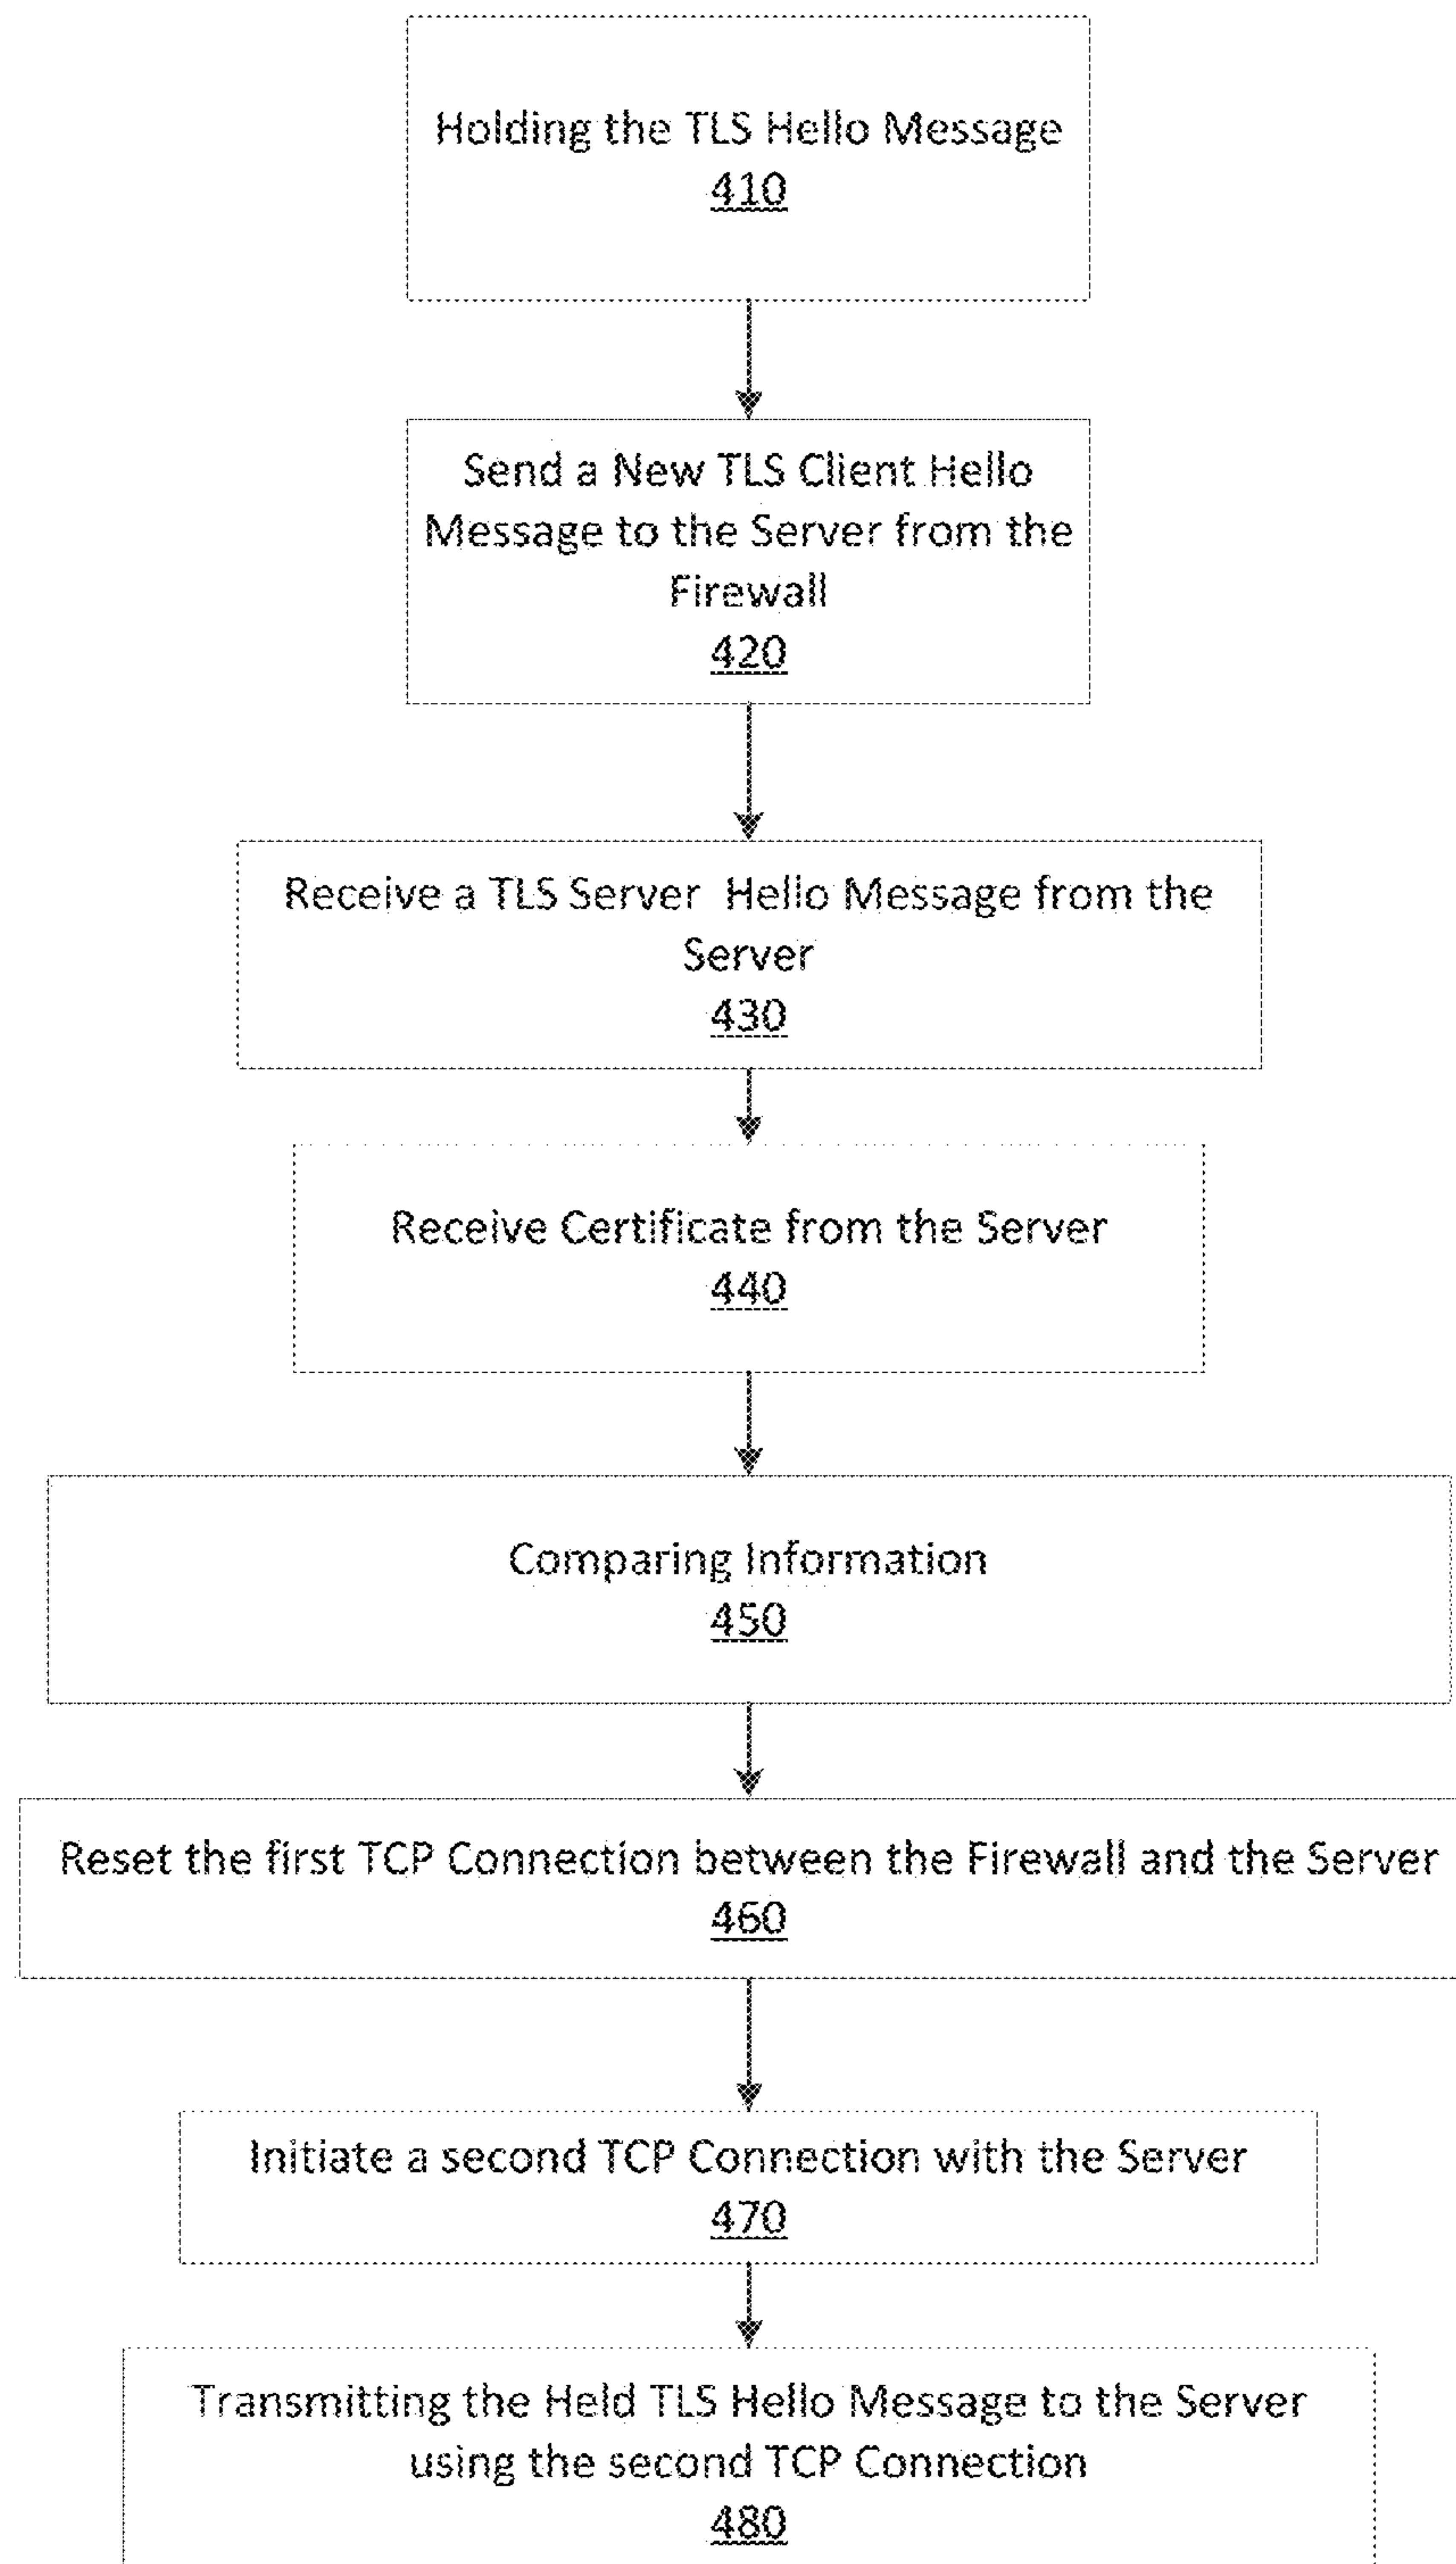 Holding the TLS Hello Message
410
Send a New TLS Client Hello
Message to the Server from the
Firewall
420
Receive a TLS Server Hello Message from the
Server
430
Receive Certificate from the Server
440
Comparing Information
450
Reset the first TCP Connection between the Firewall and the Server
460
Initiate a second TCP Connection with the Server
470
Transmitting the Held TLS Hello Message to the Server
using the second TCP Connection
480